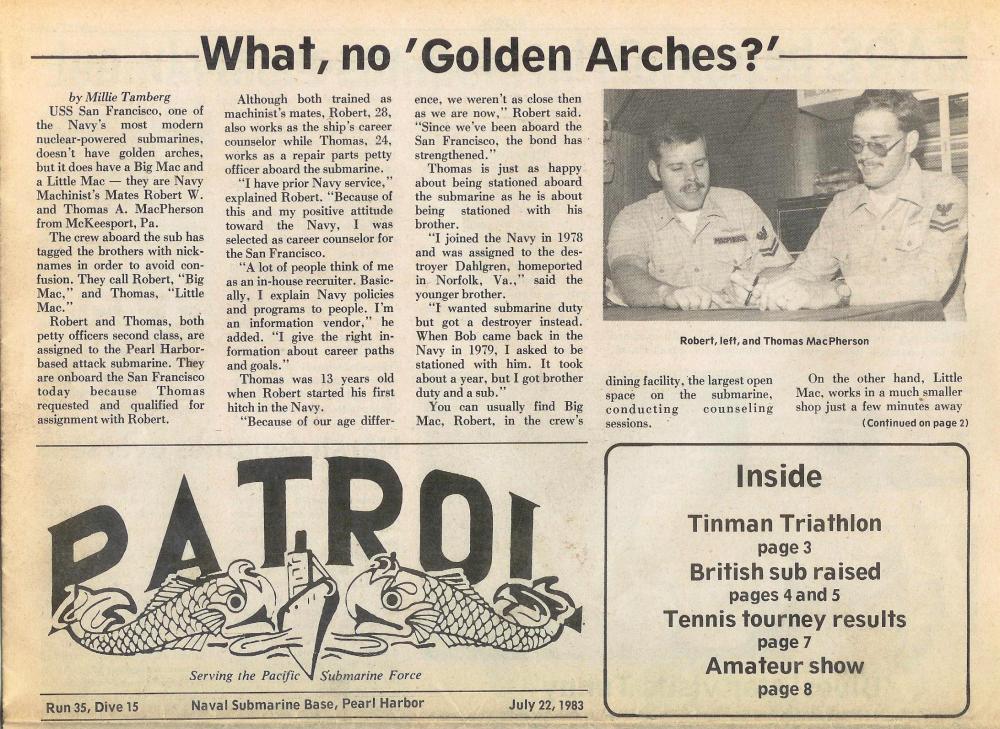 What, no 'Golden Arches?'
by Millie Tamberg
USS San Francisco, one of
the Navy's most modern
nuclear-powered submarines,
doesn't have golden arches,
but it does have a Big Mac and
a Little Mac — they are Navy
Machinist's Mates Robert W.
and Thomas A. MacPherson
from McKeesport, Pa.
The crew aboard the sub has
tagged the brothers with nick-
names in order to avoid con-
fusion. They call Robert, "Big
Mac," and Thomas, "Little
Mac."
Robert and Thomas, both
petty officers second class, are
assigned to the Pearl Harbor-
based attack submarine. They
are onboard the San Francisco
today because Thomas
requested and qualified for
assignment with Robert.
Although both trained as
machinist's mates, Robert, 28,
also works as the ship's career
counselor while Thomas, 24,
works as a repair parts petty
officer aboard the submarine.
"I have prior Navy service,"
explained Robert. "Because of
this and my positive attitude
toward the Navy, I was
selected as career counselor for
the San Francisco.
"A lot of people think of me
as an in-house recruiter. Basic-
ally, I explain Navy policies
and programs to people. I'm
an information vendor," he
added. "I give the right in-
formation about career paths
and goals."
Thomas was 13 years old
when Robert started his first
hitch in the Navy.
"Because of our age differ-
ence, we weren't as close then
as we are now," Robert said.
"Since we've been aboard the
San Francisco, the bond has
strengthened."
Thomas is just as happy
about being stationed aboard
the submarine as he is about
being stationed with his
brother.
"I joined the Navy in 1978
and was assigned to the des-
troyer Dahlgren, homeported
in Norfolk, Va.," said the
younger brother.
"I wanted submarine duty
but got a destroyer instead.
When Bob came back in the
Navy in 1979, I asked to be
stationed with him. It took
about a year, but I got brother
duty and a sub."
You can usually find Big
Mac, Robert, in the crew's
Robert, left, and Thomas MacPherson
dining facility, the largest open
space on the submarine,
conducting counseling
sessions.
On the other hand, Little
Mac, works in a much smaller
shop just a few minutes away
(Continued on page 2)
PATROL
Serving the Pacific Submarine Force
Run 35, Dive 15 Naval Submarine Base, Pearl Harbor July 22, 1983
Inside
Tinman Triathlon
page 3
British sub raised
pages 4 and 5
Tennis tourney results
page 7
Amateur show
page 8